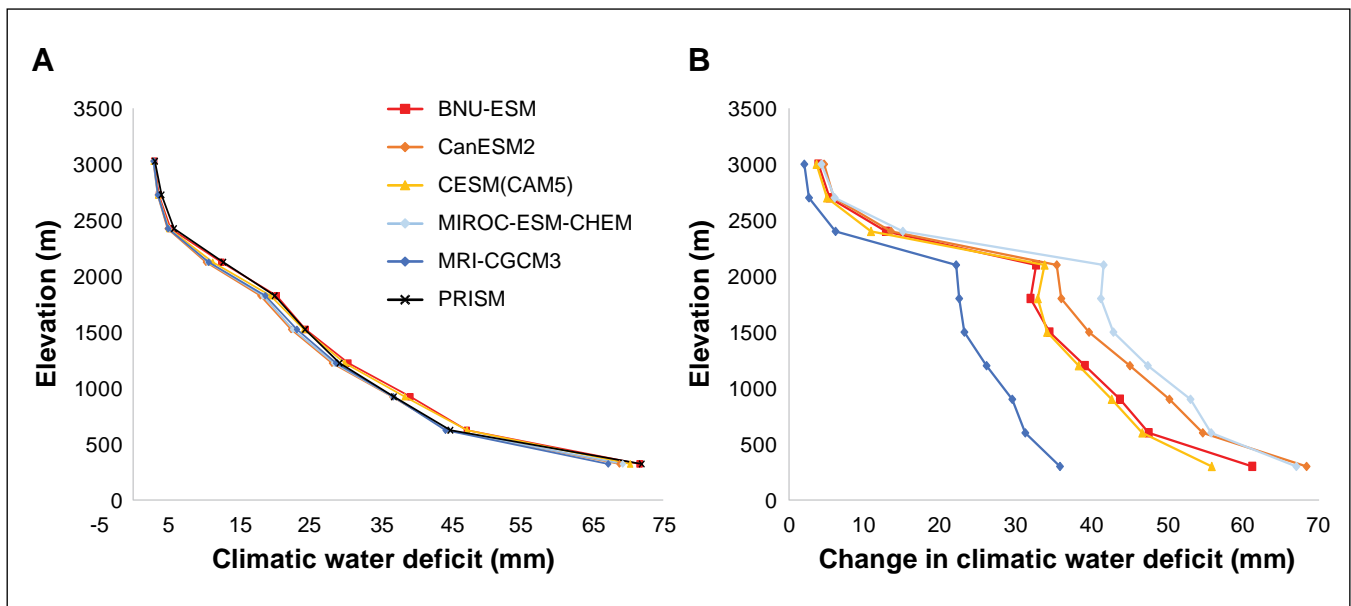 A
B
3500
3000
2500
2000
1500
1000
500
0
Elevation (m)
-5 5 15 25 35 45 55 65 75
Climatic water deficit (mm)
BNU-ESM
CanESM2
CESM(CAM5)
MIROC-ESM-CHEM
MRI-CGCM3
PRISM
3500
3000
2500
2000
1500
1000
500
0
Elevation (m)
0 10 20 30 40 50 60 70
Change in climatic water deficit (mm)